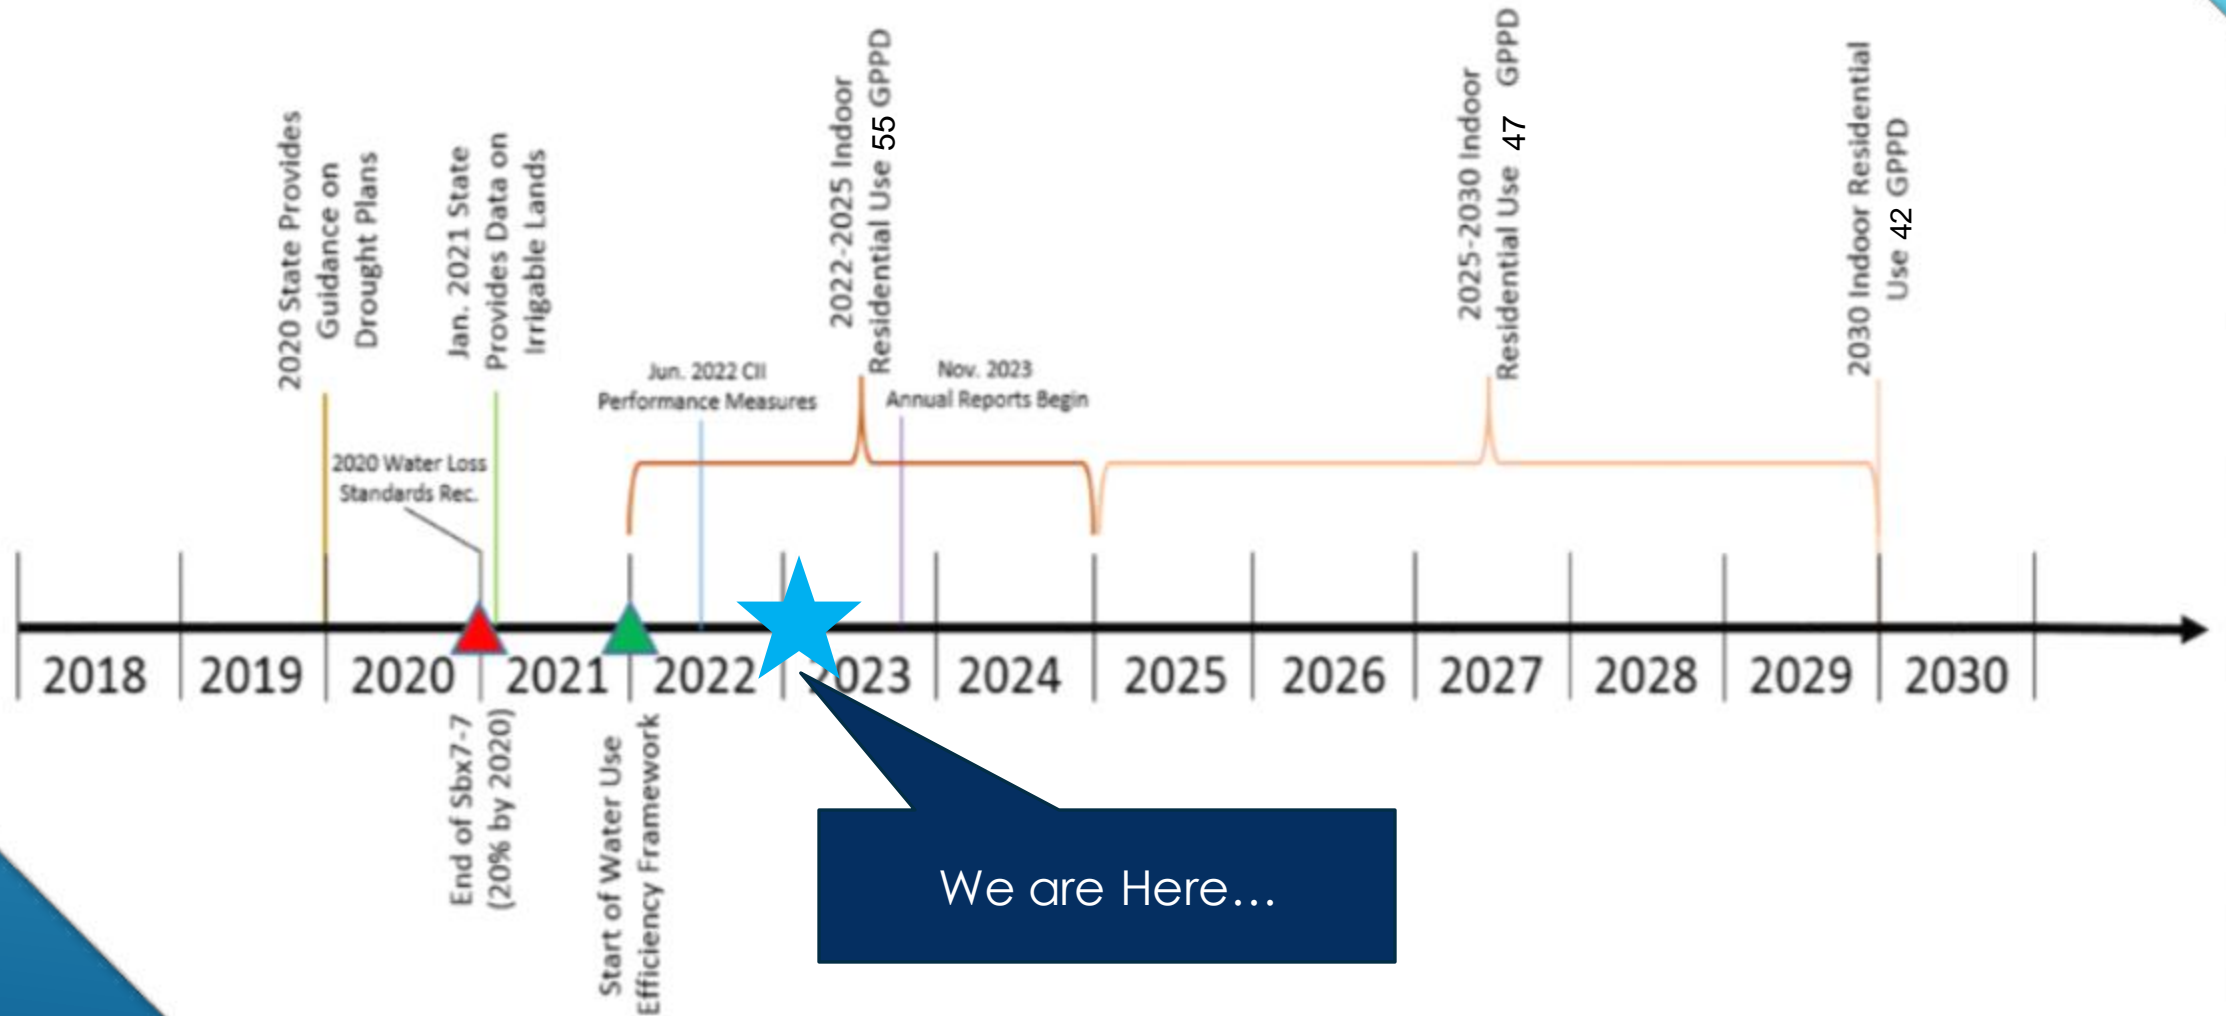 2020 State Provides
Guidance on
Drought Plans
Jan. 2021 State
Provides Data on
Irrigable Lands
2022-2025 Indoor
Residential Use 55 GPPD
2025-2030 Indoor
Residential Use 47 GPPD
2030 Indoor Residential
Use 42 GPPD
Jun. 2022 CII
Performance Measures
Nov. 2023
Annual Reports Begin
2020 Water Loss
Standards Rec.
2018 2019 2020 2021 2022 2023 2024 2025 2026 2027 2028 2029 2030
End of Sbx7-7
(20% by 2020)
Start of Water Use
Efficiency Framework
We are Here...